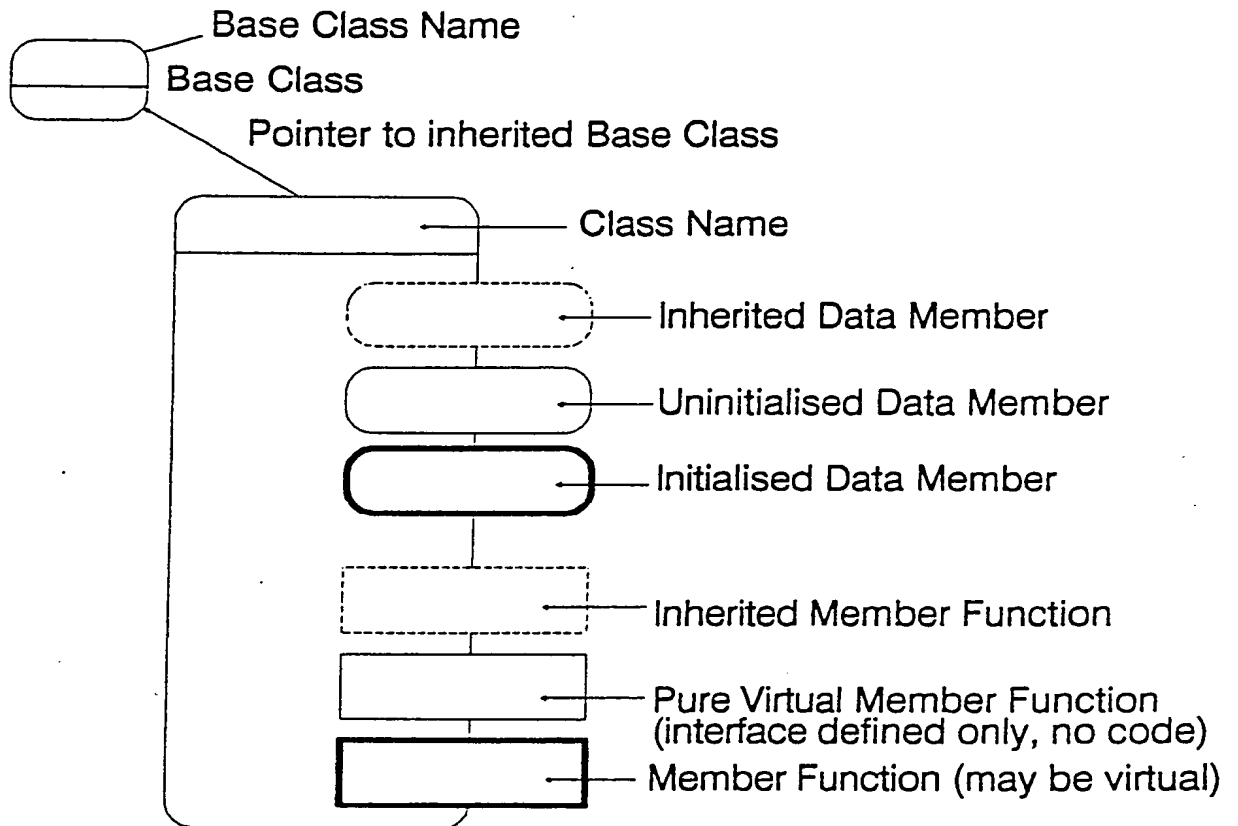 Base Class Name
Base Class
Pointer to inherited Base Class
Class Name
Inherited Data Member
Uninitialised Data Member
Initialised Data Member
Inherited Member Function
Pure Virtual Member Function
(interface defined only, no code)
Member Function (may be virtual)